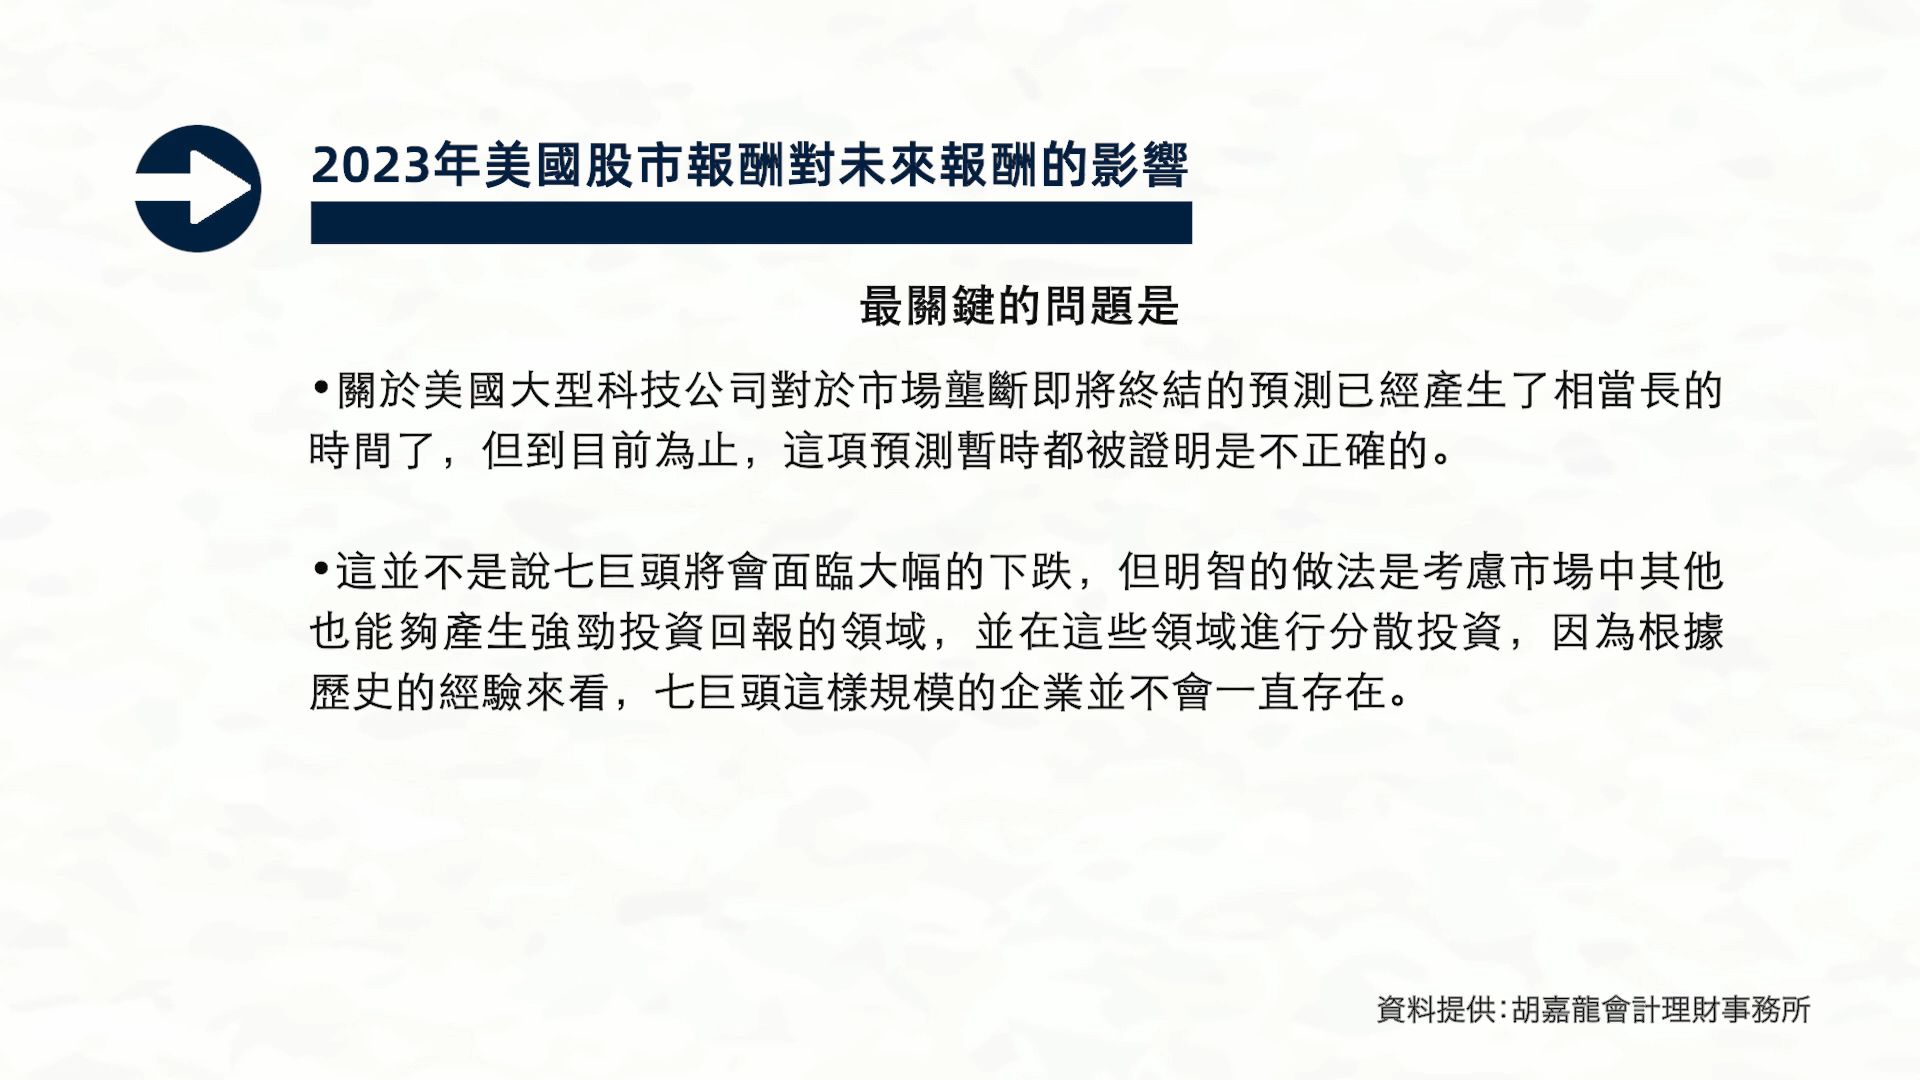 2023年美國股市報酬對未來報酬的影響
最關鍵的問題是
•關於美國大型科技公司對於市場壟斷即將終結的預測已經產生了相當長的
時間了，但到目前為止，這項預測暫時都被證明是不正確的。
•這並不是說七巨頭將會面臨大幅的下跌，但明智的做法是考慮市場中其他
也能夠產生強勁投資回報的領域，並在這些領域進行分散投資，因為根據
歷史的經驗來看，七巨頭這樣規模的企業並不會一直存在。
資料提供：胡嘉龍會計理財事務所